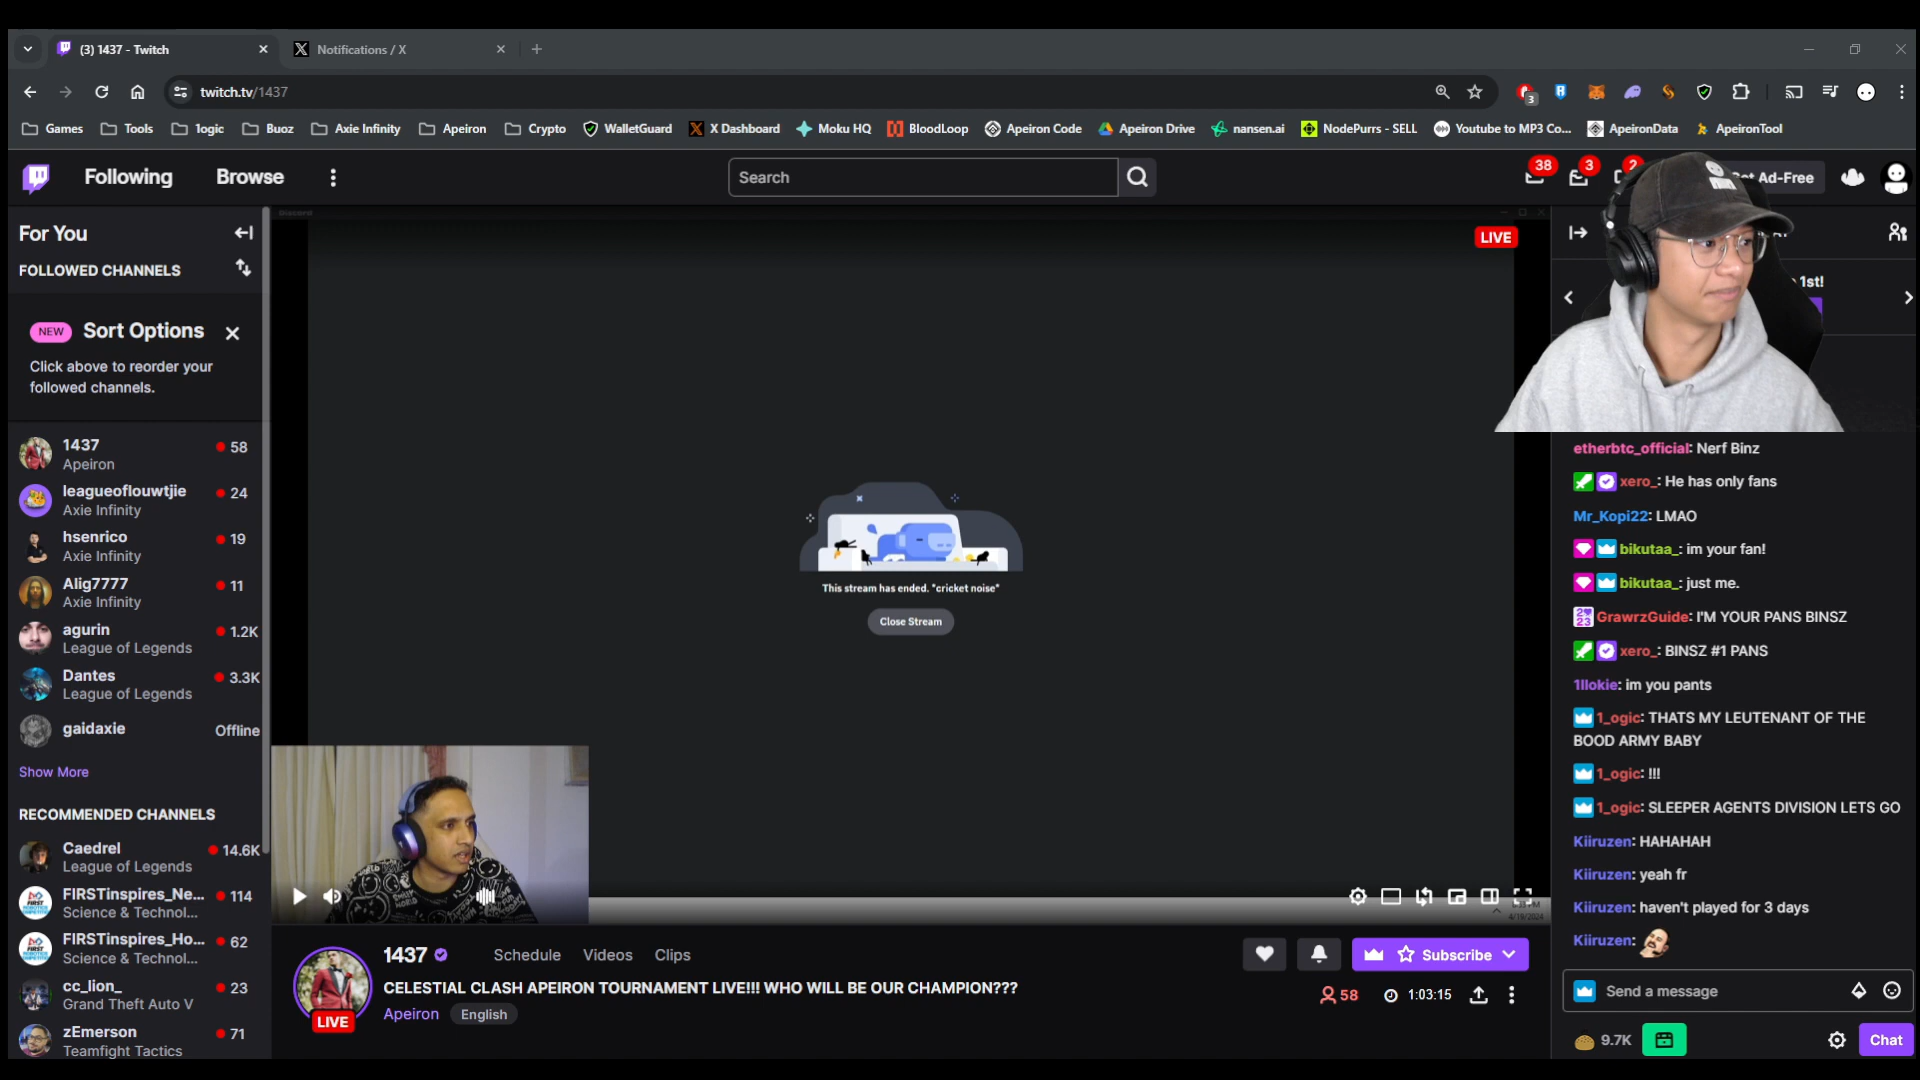 (3) 1437 - Twitch
Notifications / X
twitch.tv/1437
3
Games
Tools
1ogic
Buoz
Axie Infinity
Apeiron
Crypto
WalletGuard
X Dashboard
Moku HQ
BloodLoop
Apeiron Code
Apeiron Drive
nansen.ai
NodePurrs - SELL
Youtube to MP3 Co...
ApeironData
ApeironTool
Following
Browse
Search
38
3
2
Ad-Free
For You
FOLLOWED CHANNELS
NEW
Sort Options
Click above to reorder your
followed channels.
1437
58
Apeiron
leagueoflouwtjie
24
Axie Infinity
hsenrico
19
Axie Infinity
Alig7777
11
Axie Infinity
agurin
1.2K
League of Legends
Dantes
3.3K
League of Legends
gaidaxie
Offline
Show More
RECOMMENDED CHANNELS
Caedrel
14.6K
League of Legends
FIRSTinspires_Ne...
114
Science & Technol...
FIRSTinspires_Ho...
62
Science & Technol...
cc_lion_
23
Grand Theft Auto V
zEmerson
71
Teamfight Tactics
Discord
LIVE
This stream has ended. *cricket noise*
Close Stream
4/19/2024
1437
Schedule
Videos
Clips
Subscribe
CELESTIAL CLASH APEIRON TOURNAMENT LIVE!!! WHO WILL BE OUR CHAMPION???
LIVE
Apeiron
English
58
1:03:15
1st!
etherbtc_official: Nerf Binz
xero_: He has only fans
Mr_Kopi22: LMAO
bikutaa_: im your fan!
bikutaa_: just me.
GrawrzGuide: I'M YOUR PANS BINSZ
xero_: BINSZ #1 PANS
1llokie: im you pants
1_ogic: THATS MY LEUTENANT OF THE
BOOD ARMY BABY
1_ogic: !!!
1_ogic: SLEEPER AGENTS DIVISION LETS GO
Kiiruzen: HAHAHAH
Kiiruzen: yeah fr
Kiiruzen: haven't played for 3 days
Kiiruzen:
Send a message
9.7K
Chat